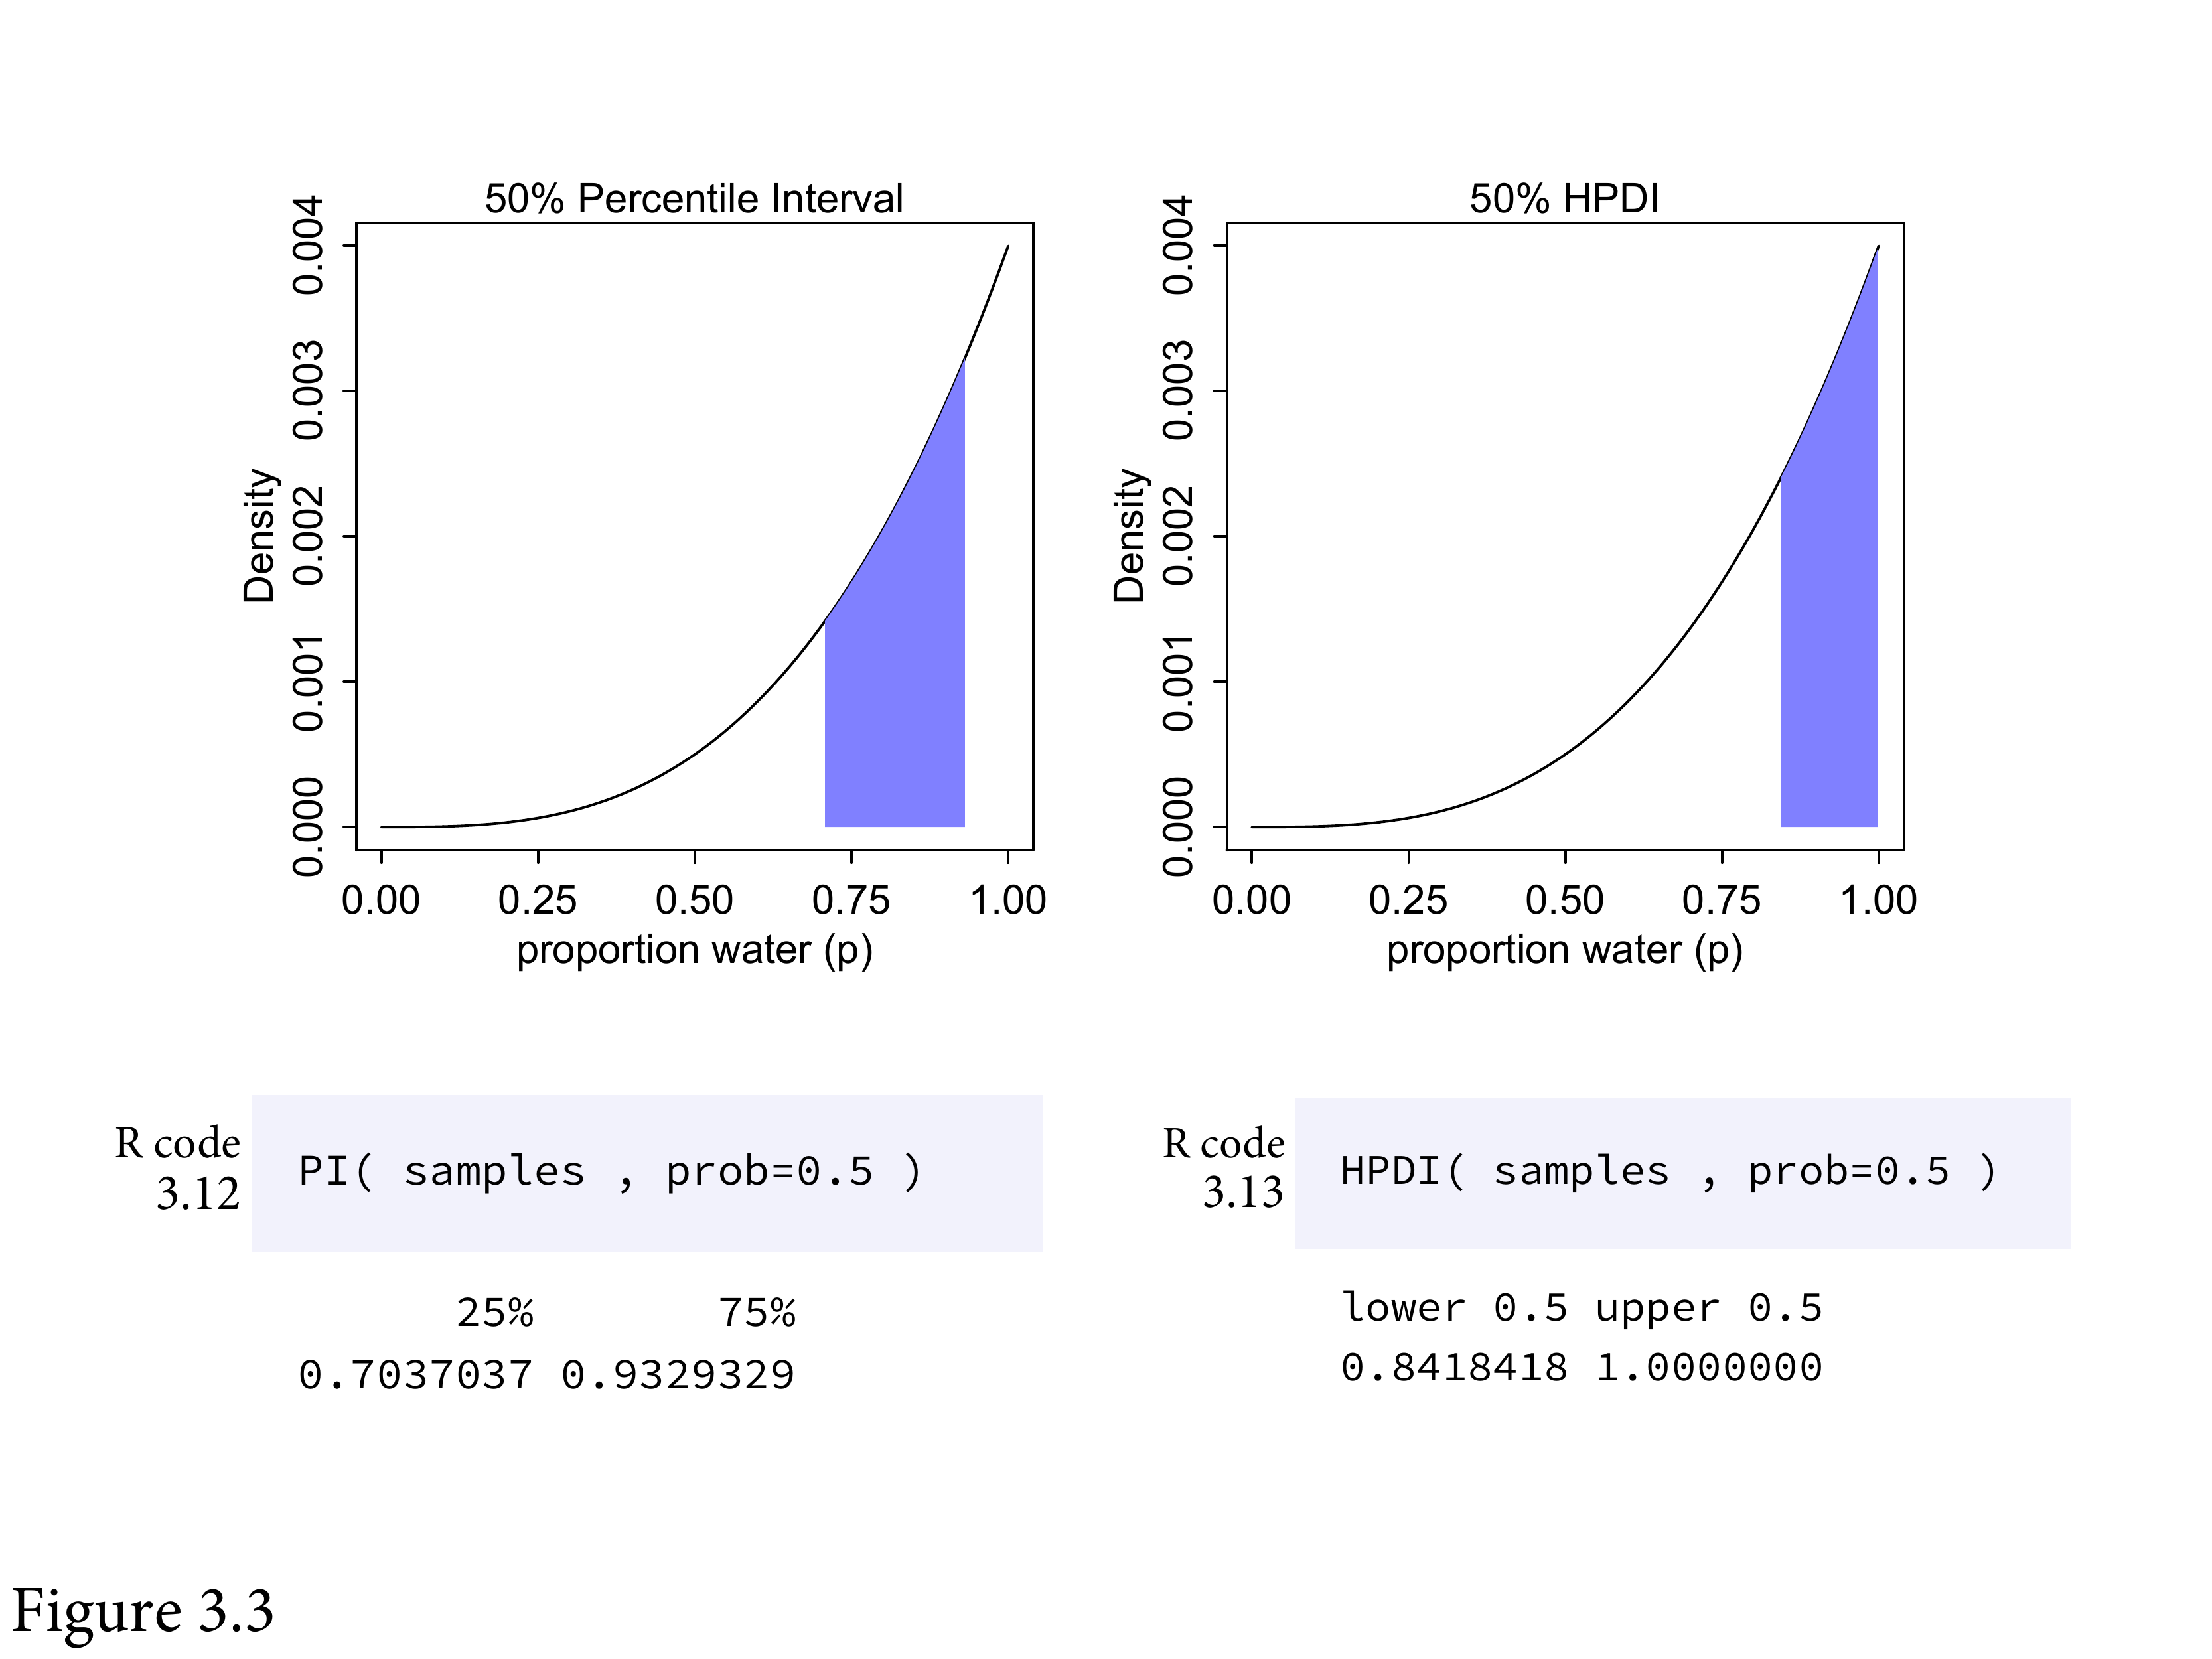 50% Percentile Interval
Density
0.004
0.003
0.002
0.001
0.000
0.00 0.25 0.50 0.75 1.00
proportion water (p)
50% HPDI
Density
0.004
0.003
0.002
0.001
0.000
0.00 0.25 0.50 0.75 1.00
proportion water (p)
R code
3.12
PI( samples , prob=0.5 )
25% 75%
0.7037037 0.9329329
R code
3.13
HPDI( samples , prob=0.5 )
lower 0.5 upper 0.5
0.8418418 1.0000000
Figure 3.3